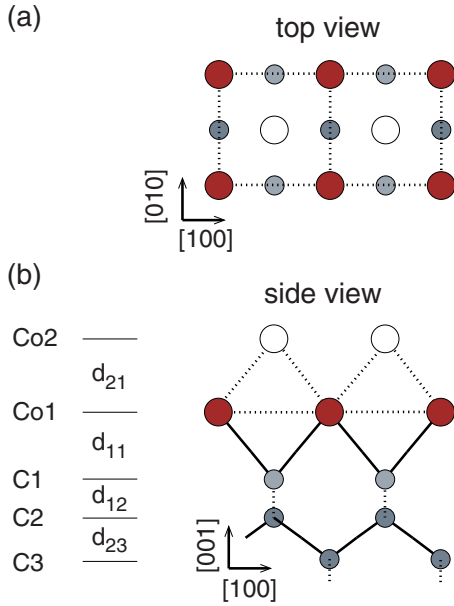 (a)
top view
[010]
[100]
(b)
side view
Co2
d21
Co1
d11
C1
d12
C2
d23
C3
[001]
[100]